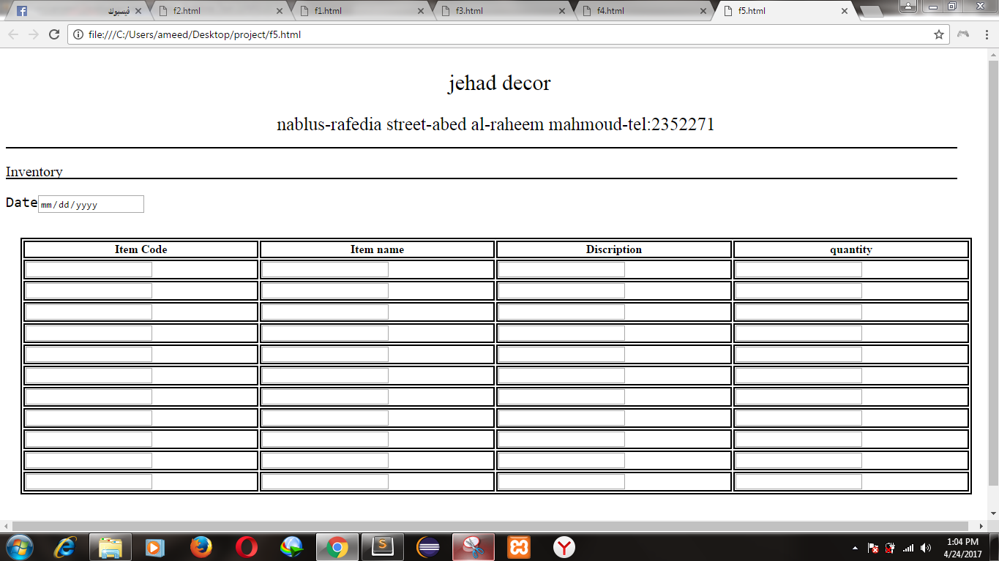 فيسبوك
f2.html
f1.html
f3.html
f4.html
f5.html
file:///C:/Users/ameed/Desktop/project/f5.html
jehad decor
nablus-rafedia street-abed al-raheem mahmoud-tel:2352271
Inventory
Date mm/dd/yyyy
Item Code Item name Discription quantity
1:04 PM
4/24/2017